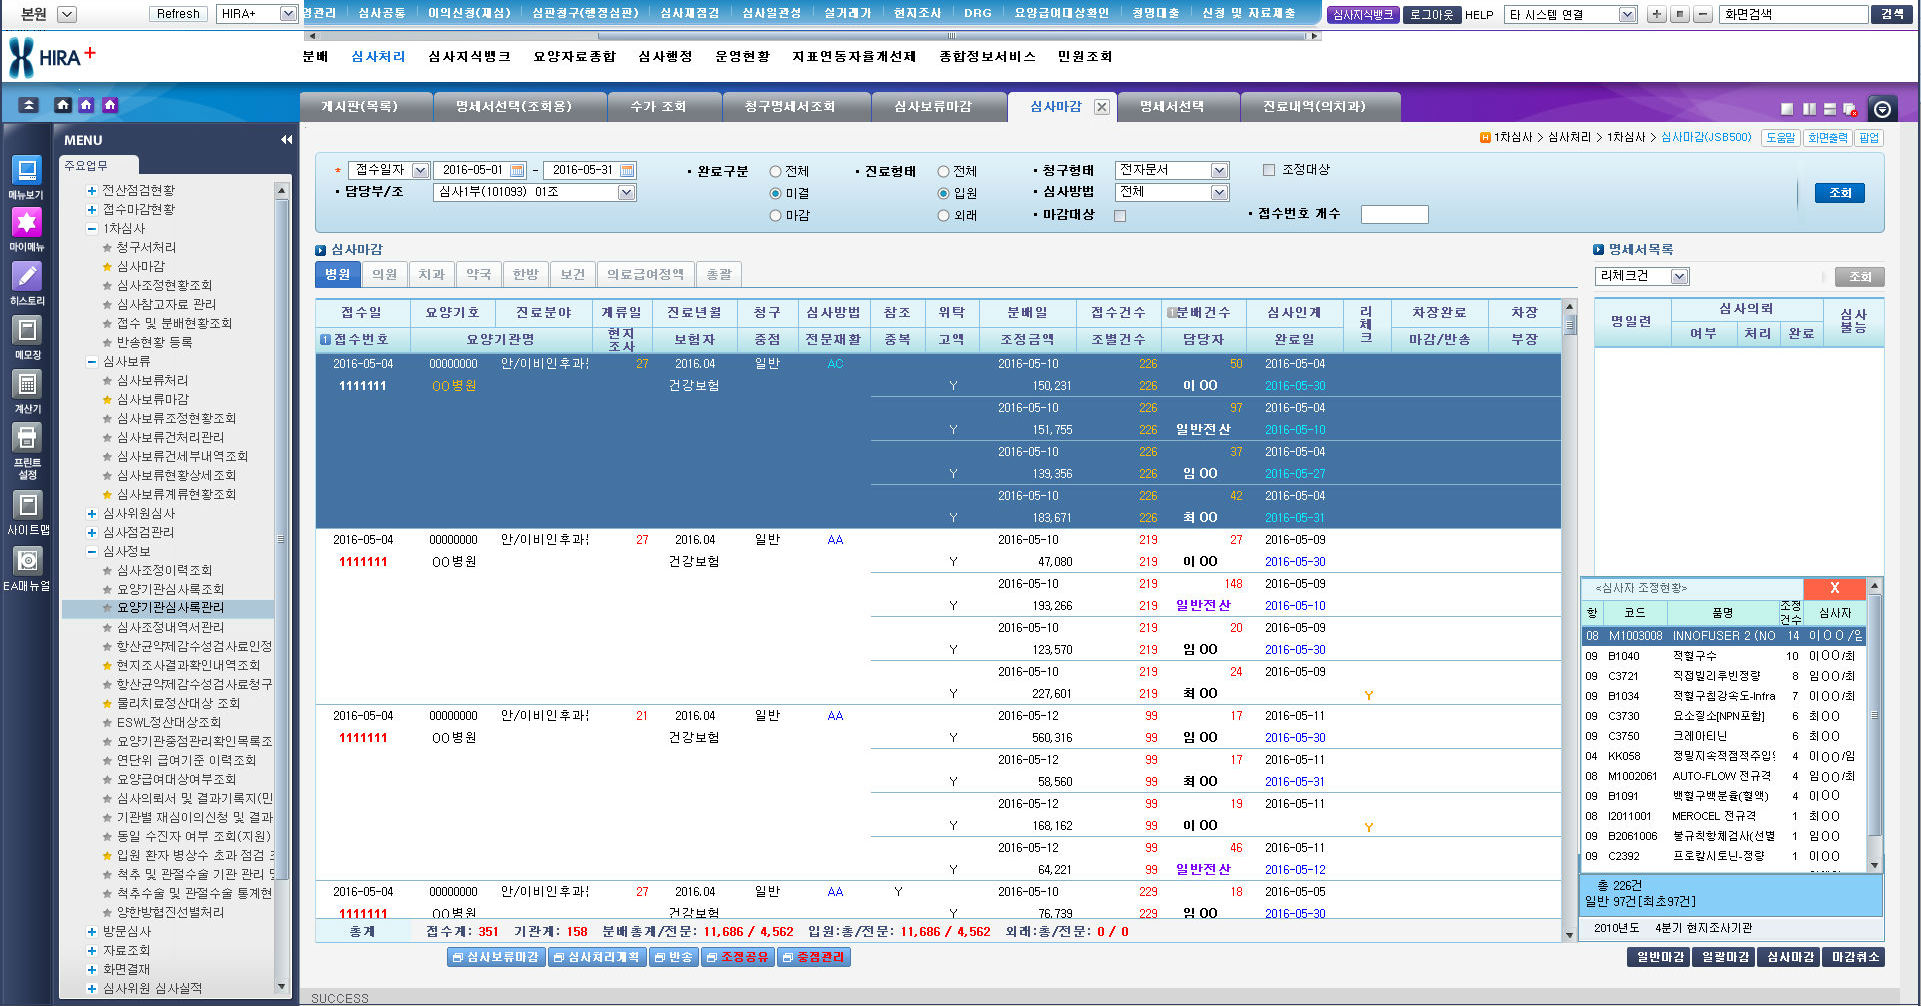 본원 Refresh HIRA+ 명관리 심사공통 이의신청(재심) 심판청구(행정심판) 심사재점검 심사일관성 실거래가 현지조사 DRG 요양급여대상확인 청명대출 신청 및 자료제출 심사지식뱅크 로그아웃 HELP 타 시스템 연결 화면검색 검색
HIRA+ 분배 심사처리 심사지식뱅크 요양자료종합 심사행정 운영현황 지표연동자율개선제 종합정보서비스 민원조회
게시판(목록) 명세서선택(조회용) 수가 조회 청구명세서조회 심사보류마감 심사마감 명세서선택 진료내역(의치과)
MENU
주요업무
메뉴보기
마이메뉴
히스토리
메모장
계산기
프린트
설정
사이트맵
EA매뉴얼
전산점검현황
접수마감현황
1차심사
청구서처리
심사마감
심사조정현황조회
심사참고자료 관리
접수 및 분배현황조회
반송현황 등록
심사보류
심사보류처리
심사보류마감
심사보류조정현황조회
심사보류건처리관리
심사보류건세부내역조회
심사보류현황상세조회
심사보류계류현황조회
심사위원심사
심사점검관리
심사정보
심사조정이력조회
요양기관심사록조회
요양기관심사록관리
심사조정내역서관리
항산균약제감수성검사료인정
현지조사결과확인내역조회
항산균약제감수성검사료청구
물리치료정산대상 조회
ESWL정산대상조회
요양기관중점관리확인목록조
연단위 급여기준 이력조회
요양급여대상여부조회
심사의뢰서 및 결과기록지(민
기관별 재심이의신청 및 결과
동일 수진자 여부 조회(지원)
입원 환자 병상수 초과 점검 조
척추 및 관절수술 기관 관리 및
척추수술 및 관절수술 통계현
양한방협진선별처리
방문심사
자료조회
화면결재
심사위원 심사실적
1차심사 > 심사처리 > 1차심사 > 심사마감(JSB500) 도움말 화면출력 팝업
* 접수일자 2016-05-01 - 2016-05-31 완료구분 전체 진료형태 전체 청구형태 전자문서 조정대상
담당부/조 심사1부(101093) 01조 미결 입원 심사방법 전체 조회
마감 외래 마감대상 접수번호 개수
심사마감
병원 의원 치과 약국 한방 보건 의료급여정액 총괄
접수일 요양기호 진료분야 계류일 진료년월 청구 심사방법 참조 위탁 분배일 접수건수 분배건수 심사인계 리체크 차장완료 차장
접수번호 요양기관명 현지조사 보험자 중점 전문재활 중복 고액 조정금액 조별건수 담당자 완료일 마감/반송 부장
2016-05-04 00000000 안/이비인후과 27 2016.04 일반 AC 2016-05-10 226 50 2016-05-04
1111111 OO병원 건강보험 Y 150,231 226 이 OO 2016-05-30
2016-05-10 226 97 2016-05-04
Y 151,755 226 일반전산 2016-05-10
2016-05-10 226 37 2016-05-04
Y 139,356 226 임 OO 2016-05-27
2016-05-10 226 42 2016-05-04
Y 183,671 226 최 OO 2016-05-31
2016-05-04 00000000 안/이비인후과 27 2016.04 일반 AA 2016-05-10 219 27 2016-05-09
1111111 OO병원 건강보험 Y 47,080 219 이 OO 2016-05-30
2016-05-10 219 148 2016-05-09
Y 193,266 219 일반전산 2016-05-10
2016-05-10 219 20 2016-05-09
Y 123,570 219 임 OO 2016-05-30
2016-05-10 219 24 2016-05-09
Y 227,601 219 최 OO Y
2016-05-04 00000000 안/이비인후과 21 2016.04 일반 AA 2016-05-12 99 17 2016-05-11
1111111 OO병원 건강보험 Y 560,316 99 임 OO 2016-05-30
2016-05-12 99 17 2016-05-11
Y 58,560 99 최 OO 2016-05-31
2016-05-12 99 19 2016-05-11
Y 168,162 99 이 OO Y
2016-05-12 99 46 2016-05-11
Y 64,221 99 일반전산 2016-05-12
2016-05-04 00000000 안/이비인후과 27 2016.04 일반 AA Y 2016-05-10 229 18 2016-05-05
1111111 OO병원 건강보험 Y 76,739 229 임 OO 2016-05-30
총계 접수계: 351 기관계: 158 분배총계/전문: 11,686 / 4,562 입원:총/전문: 11,686 / 4,562 외래:총/전문: 0 / 0
심사보류마감 심사처리계획 반송 조정공유 중점관리
명세서목록
리체크건 조회
명일련 심사의뢰 심사불능
여부 처리 완료
<심사자 조정현황> X
항 코드 품명 조정건수 심사자
08 M1003008 INNOFUSER 2 (NO 14 이OO/임
09 B1040 적혈구수 10 이OO/최
09 C3721 직접빌리루빈정량 8 임OO/최
09 B1034 적혈구침강속도-Infra 7 이OO/최
09 C3730 요소질소[NPN포함] 6 최OO
09 C3750 크레아티닌 6 최OO
04 KK058 정밀지속적점적주입 4 이OO/임
08 M1002061 AUTO-FLOW 전규격 4 임OO/최
09 B1091 백혈구백분율(혈액) 4 이OO
08 I2011001 MEROCEL 전규격 1 최OO
09 B2061006 불규칙항체검사(선별 1 임OO
09 C2392 프로칼시토닌-정량 1 이OO
총 226건
일반 97건[최초97건]
2010년도 4분기 현지조사기관
일반마감 일괄마감 심사마감 마감취소
SUCCESS